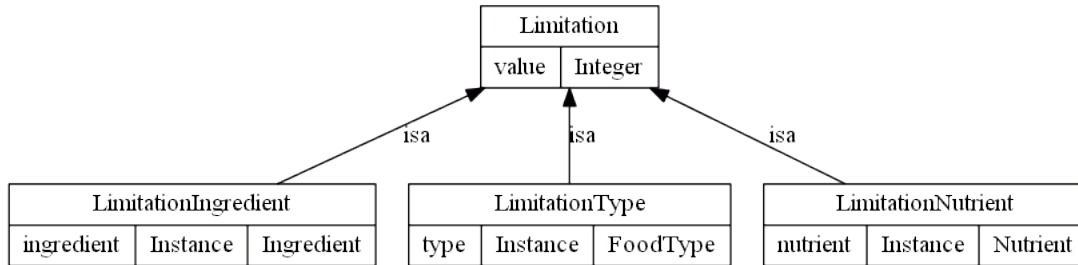 Limitation
value Integer
isa isa isa
LimitationIngredient LimitationType LimitationNutrient
ingredient Instance Ingredient type Instance FoodType nutrient Instance Nutrient